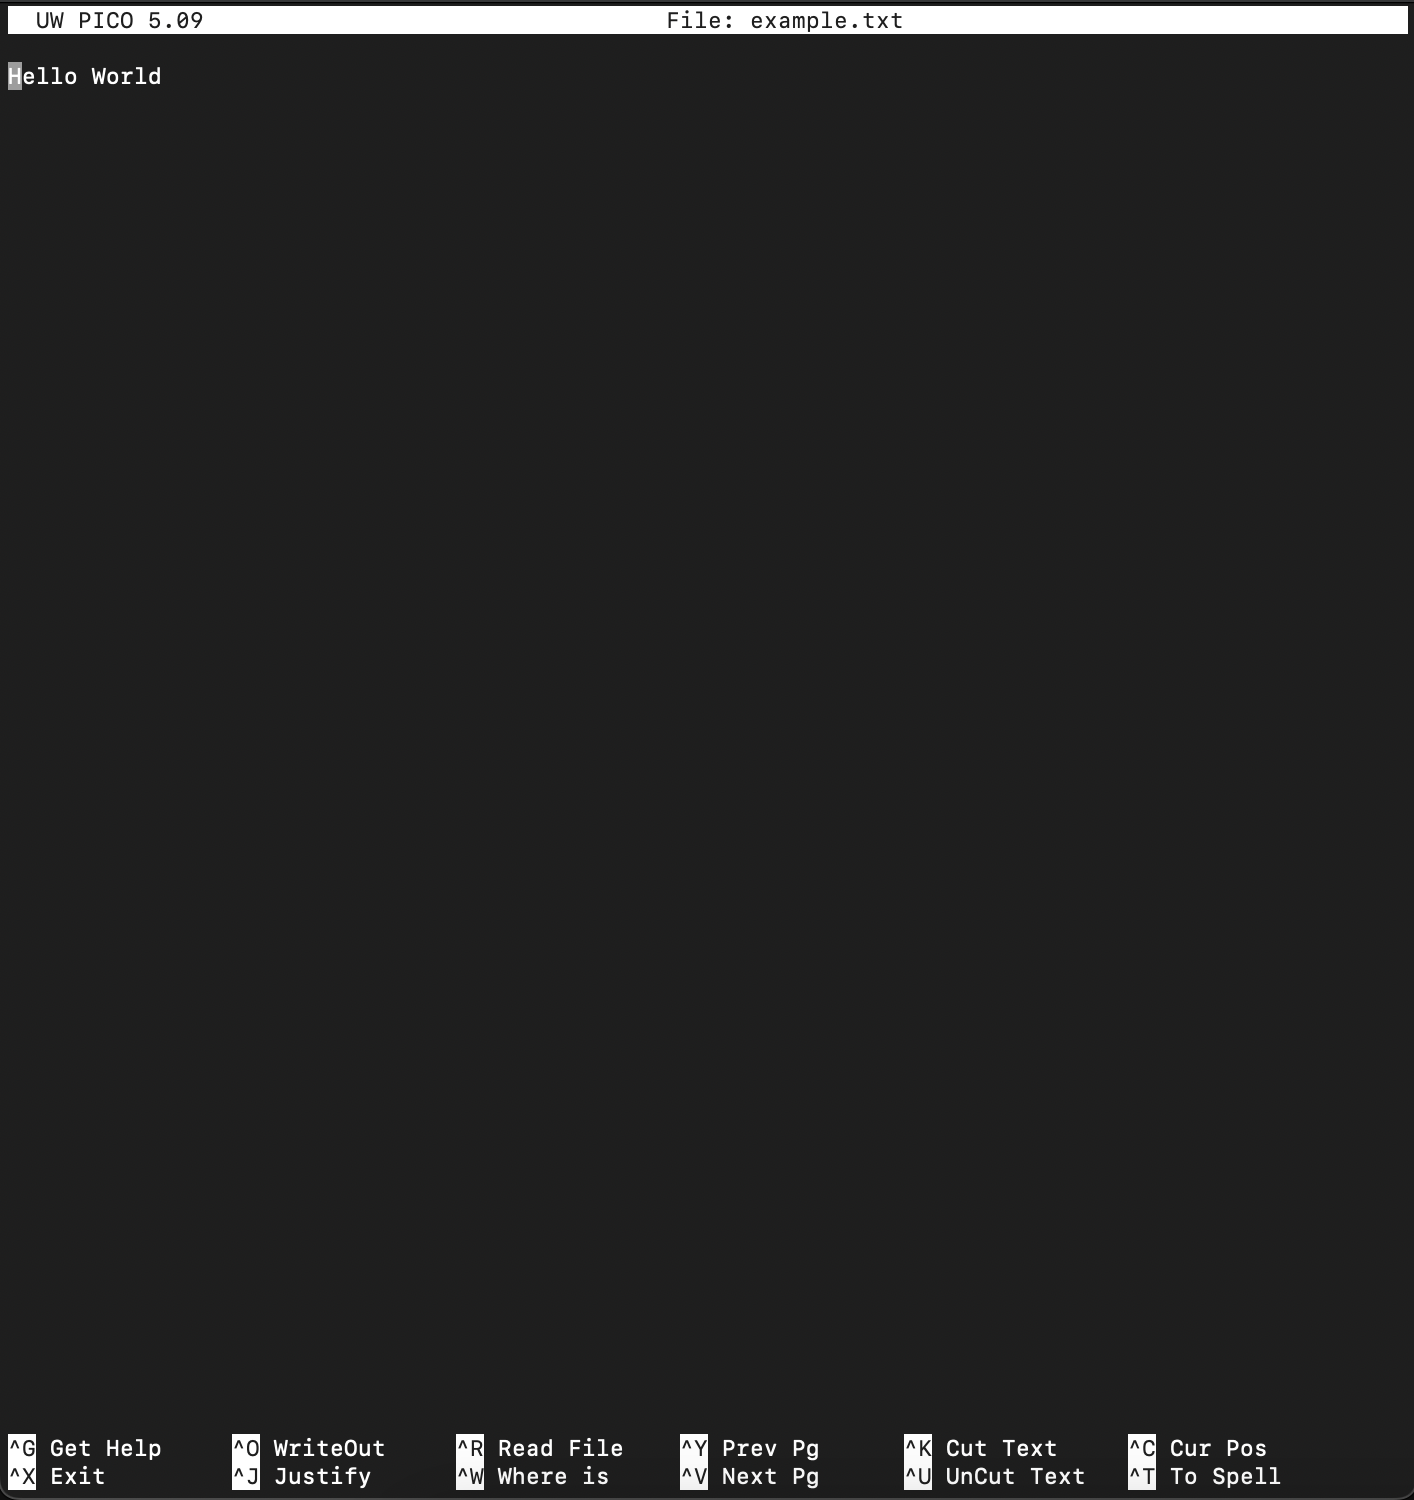 UW PICO 5.09 File: example.txt
Hello World
^G Get Help ^O WriteOut ^R Read File ^Y Prev Pg ^K Cut Text ^C Cur Pos
^X Exit ^J Justify ^W Where is ^V Next Pg ^U UnCut Text ^T To Spell